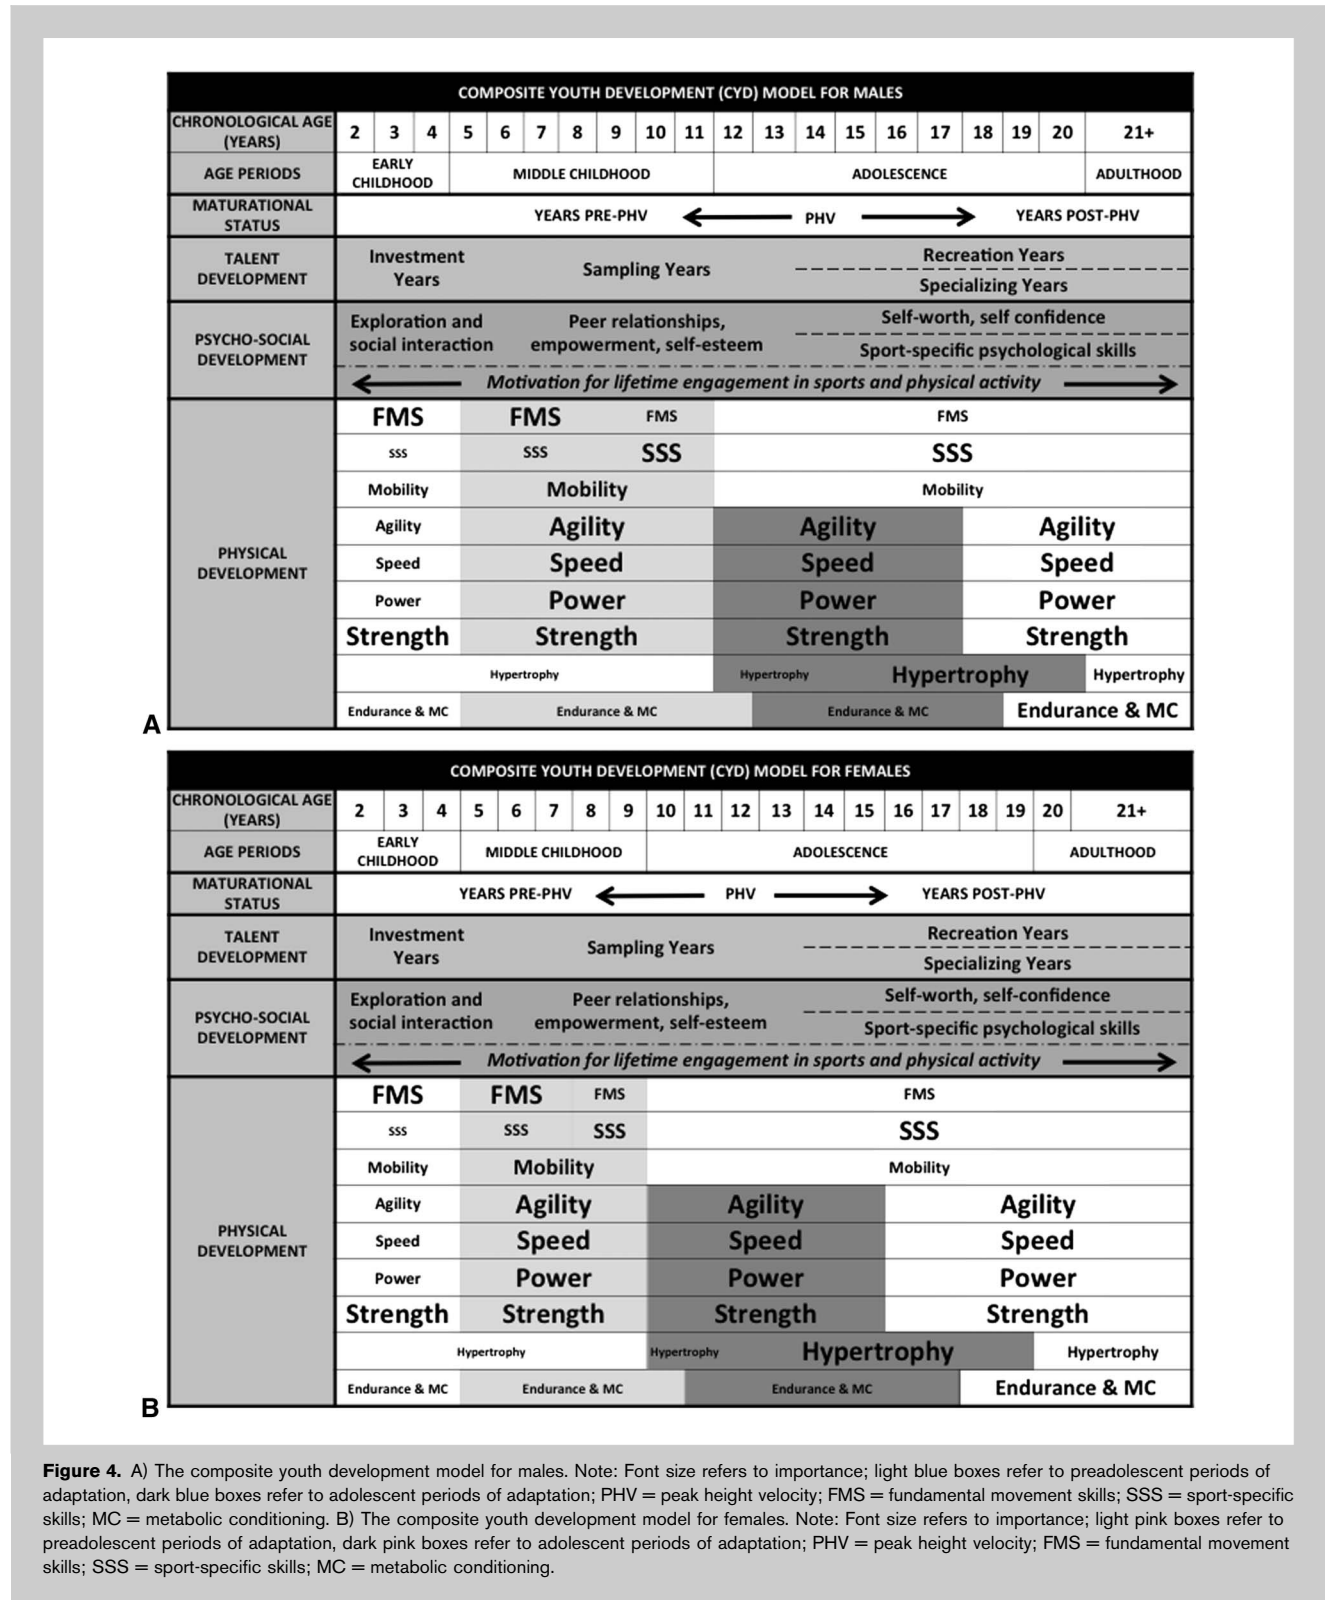 COMPOSITE YOUTH DEVELOPMENT (CYD) MODEL FOR MALES
CHRONOLOGICAL AGE
(YEARS)
2 3 4 5 6 7 8 9 10 11 12 13 14 15 16 17 18 19 20 21+
AGE PERIODS
EARLY
CHILDHOOD
MIDDLE CHILDHOOD
ADOLESCENCE
ADULTHOOD
MATURATIONAL
STATUS
YEARS PRE-PHV
PHV
YEARS POST-PHV
TALENT
DEVELOPMENT
Investment
Years
Sampling Years
Recreation Years
Specializing Years
PSYCHO-SOCIAL
DEVELOPMENT
Exploration and
social interaction
Peer relationships,
empowerment, self-esteem
Self-worth, self confidence
Sport-specific psychological skills
Motivation for lifetime engagement in sports and physical activity
PHYSICAL
DEVELOPMENT
FMS FMS FMS FMS
SSS SSS SSS SSS
Mobility Mobility Mobility
Agility Agility Agility Agility
Speed Speed Speed Speed
Power Power Power Power
Strength Strength Strength Strength
Hypertrophy Hypertrophy Hypertrophy Hypertrophy
Endurance & MC Endurance & MC Endurance & MC Endurance & MC
A
COMPOSITE YOUTH DEVELOPMENT (CYD) MODEL FOR FEMALES
CHRONOLOGICAL AGE
(YEARS)
2 3 4 5 6 7 8 9 10 11 12 13 14 15 16 17 18 19 20 21+
AGE PERIODS
EARLY
CHILDHOOD
MIDDLE CHILDHOOD
ADOLESCENCE
ADULTHOOD
MATURATIONAL
STATUS
YEARS PRE-PHV
PHV
YEARS POST-PHV
TALENT
DEVELOPMENT
Investment
Years
Sampling Years
Recreation Years
Specializing Years
PSYCHO-SOCIAL
DEVELOPMENT
Exploration and
social interaction
Peer relationships,
empowerment, self-esteem
Self-worth, self-confidence
Sport-specific psychological skills
Motivation for lifetime engagement in sports and physical activity
PHYSICAL
DEVELOPMENT
FMS FMS FMS FMS
SSS SSS SSS SSS
Mobility Mobility Mobility
Agility Agility Agility Agility
Speed Speed Speed Speed
Power Power Power Power
Strength Strength Strength Strength
Hypertrophy Hypertrophy Hypertrophy Hypertrophy
Endurance & MC Endurance & MC Endurance & MC Endurance & MC
B
Figure 4. A) The composite youth development model for males. Note: Font size refers to importance; light blue boxes refer to preadolescent periods of
adaptation, dark blue boxes refer to adolescent periods of adaptation; PHV = peak height velocity; FMS = fundamental movement skills; SSS = sport-specific
skills; MC = metabolic conditioning. B) The composite youth development model for females. Note: Font size refers to importance; light pink boxes refer to
preadolescent periods of adaptation, dark pink boxes refer to adolescent periods of adaptation; PHV = peak height velocity; FMS = fundamental movement
skills; SSS = sport-specific skills; MC = metabolic conditioning.